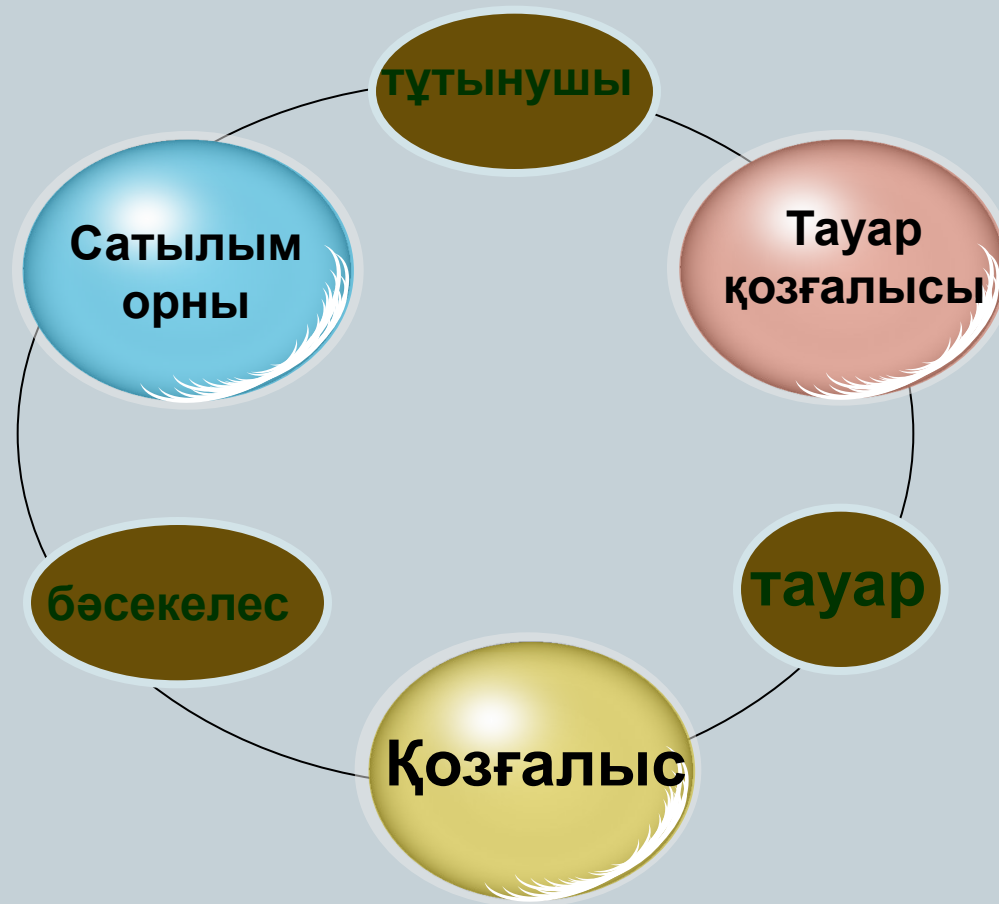 тұтынушы
Сатылым
орны
Тауар
қозғалысы
бәсекелес
тауар
Қозғалыс